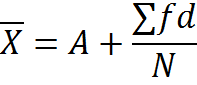 X̅ = A + ∑fd / N